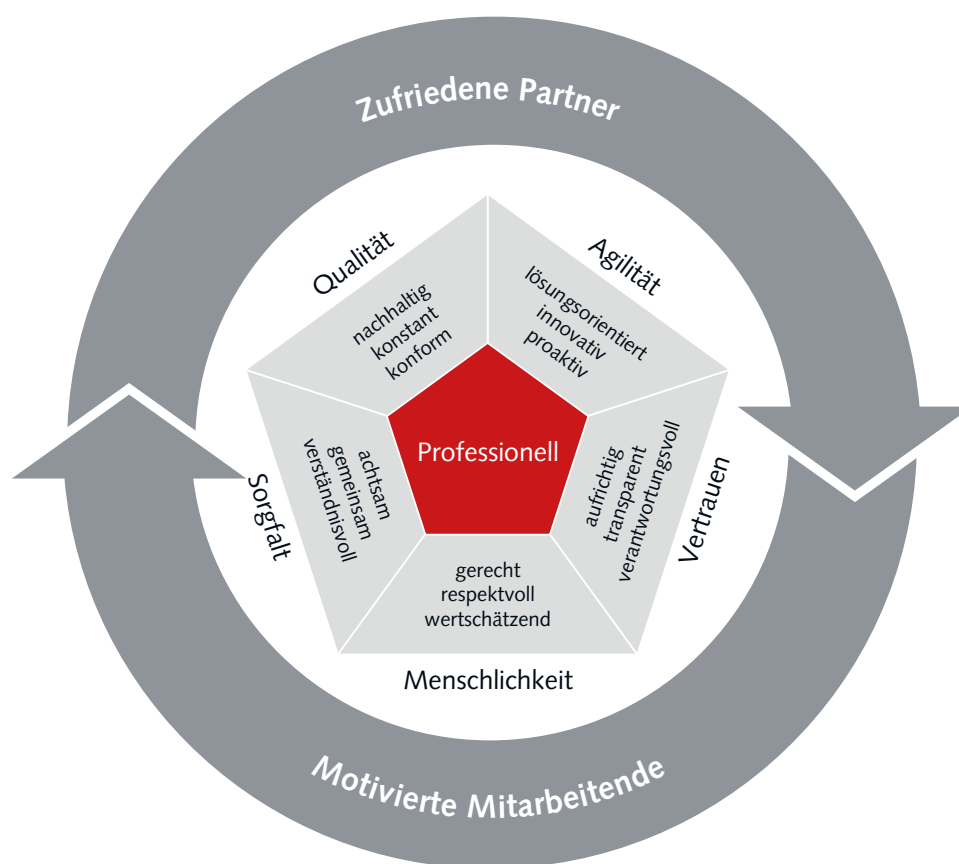 Zufriedene Partner
Qualität
nachhaltig
konstant
konform
Agilität
lösungsorientiert
innovativ
proaktiv
Professionell
Sorgfalt
achtsam
gemeinsam
verständnisvoll
aufrichtig
transparent
verantwortungsvoll
Vertrauen
gerecht
respektvoll
wertschätzend
Menschlichkeit
Motivierte Mitarbeitende